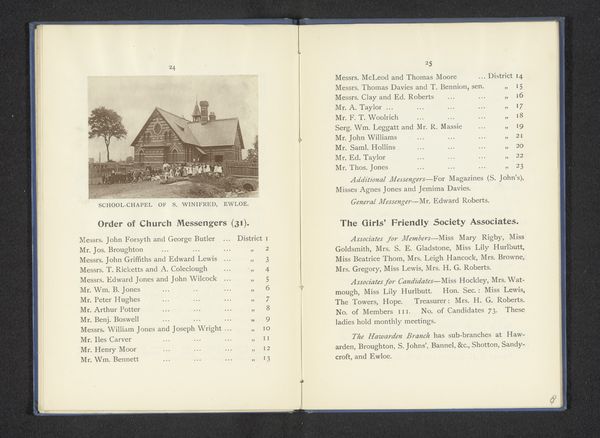 24
SCHOOL-CHAPEL OF S. WINIFRED, EWLOE.
Order of Church Messengers (31).
Messrs. John Forsyth and George Butler ... District 1
Mr. Jos. Broughton ... ... ... „ 2
Messrs. John Griffiths and Edward Lewis ... „ 3
Messrs. T. Ricketts and A. Coleclough ... „ 4
Messrs. Edward Jones and John Wilcock ... „ 5
Mr. Wm. B. Jones ... ... ... „ 6
Mr. Peter Hughes ... ... ... „ 7
Mr. Arthur Potter ... ... ... „ 8
Mr. Benj. Boswell ... ... ... „ 9
Messrs. William Jones and Joseph Wright ... „ 10
Mr. Iles Carver ... ... ... „ 11
Mr. Henry Moor ... ... ... „ 12
Mr. Wm. Bennett ... ... ... „ 13
25
Messrs. McLeod and Thomas Moore ... District 14
Messrs. Thomas Davies and T. Bennion, sen. „ 15
Messrs. Clay and Ed. Roberts ... ... „ 16
Mr. A. Taylor ... ... ... ... „ 17
Mr. F. T. Woolrich ... ... ... „ 18
Serg. Wm. Leggatt and Mr. R. Massie ... „ 19
Mr. John Williams ... ... ... „ 21
Mr. Saml. Hollins ... ... ... „ 20
Mr. Ed. Taylor ... ... ... „ 22
Mr. Thos. Jones ... ... ... „ 23
Additional Messengers—For Magazines (S. John's),
Misses Agnes Jones and Jemima Davies.
General Messenger—Mr. Edward Roberts.
The Girls' Friendly Society Associates.
Associates for Members—Miss Mary Rigby, Miss
Goldsmith, Mrs. S. E. Gladstone, Miss Lily Hurlbutt,
Miss Beatrice Thom, Mrs. Leigh Hancock, Mrs. Browne,
Mrs. Gregory, Miss Lewis, Mrs. H. G. Roberts.
Associates for Candidates—Miss Hockley, Mrs. Wat-
mough, Miss Lily Hurlbutt. Hon. Sec.: Miss Lewis,
The Towers, Hope. Treasurer: Mrs. H. G. Roberts.
No. of Members 111. No. of Candidates 73. These
ladies hold monthly meetings.
The Hawarden Branch has sub-branches at Haw-
arden, Broughton, S. Johns', Bannel, &c., Shotton, Sandy-
croft, and Ewloe.
8